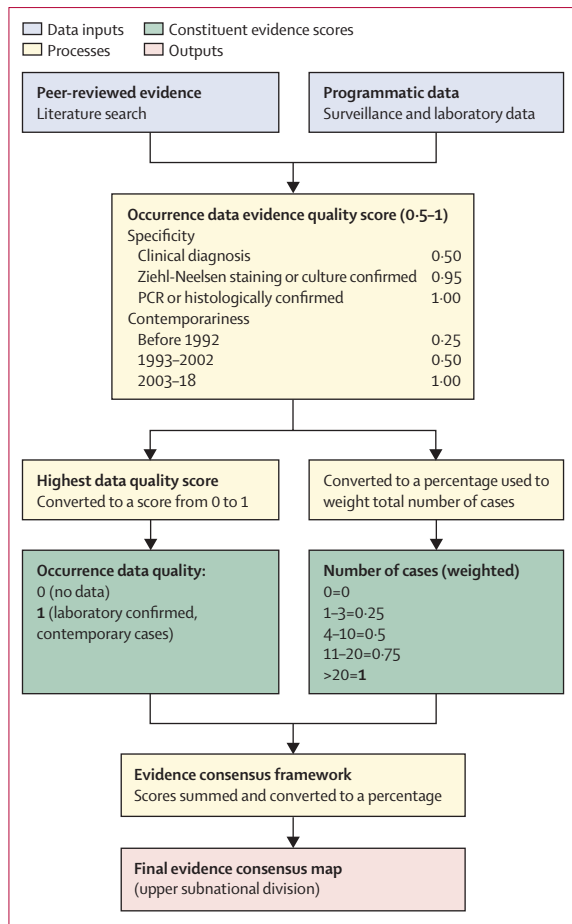 Data inputs
Constituent evidence scores
Processes
Outputs
Peer-reviewed evidence
Literature search
Programmatic data
Surveillance and laboratory data
Occurrence data evidence quality score (0·5–1)
Specificity
Clinical diagnosis 0·50
Ziehl-Neelsen staining or culture confirmed 0·95
PCR or histologically confirmed 1·00
Contemporariness
Before 1992 0·25
1993–2002 0·50
2003–18 1·00
Highest data quality score
Converted to a score from 0 to 1
Converted to a percentage used to
weight total number of cases
Occurrence data quality:
0 (no data)
1 (laboratory confirmed,
contemporary cases)
Number of cases (weighted)
0=0
1–3=0·25
4–10=0·5
11–20=0·75
>20=1
Evidence consensus framework
Scores summed and converted to a percentage
Final evidence consensus map
(upper subnational division)